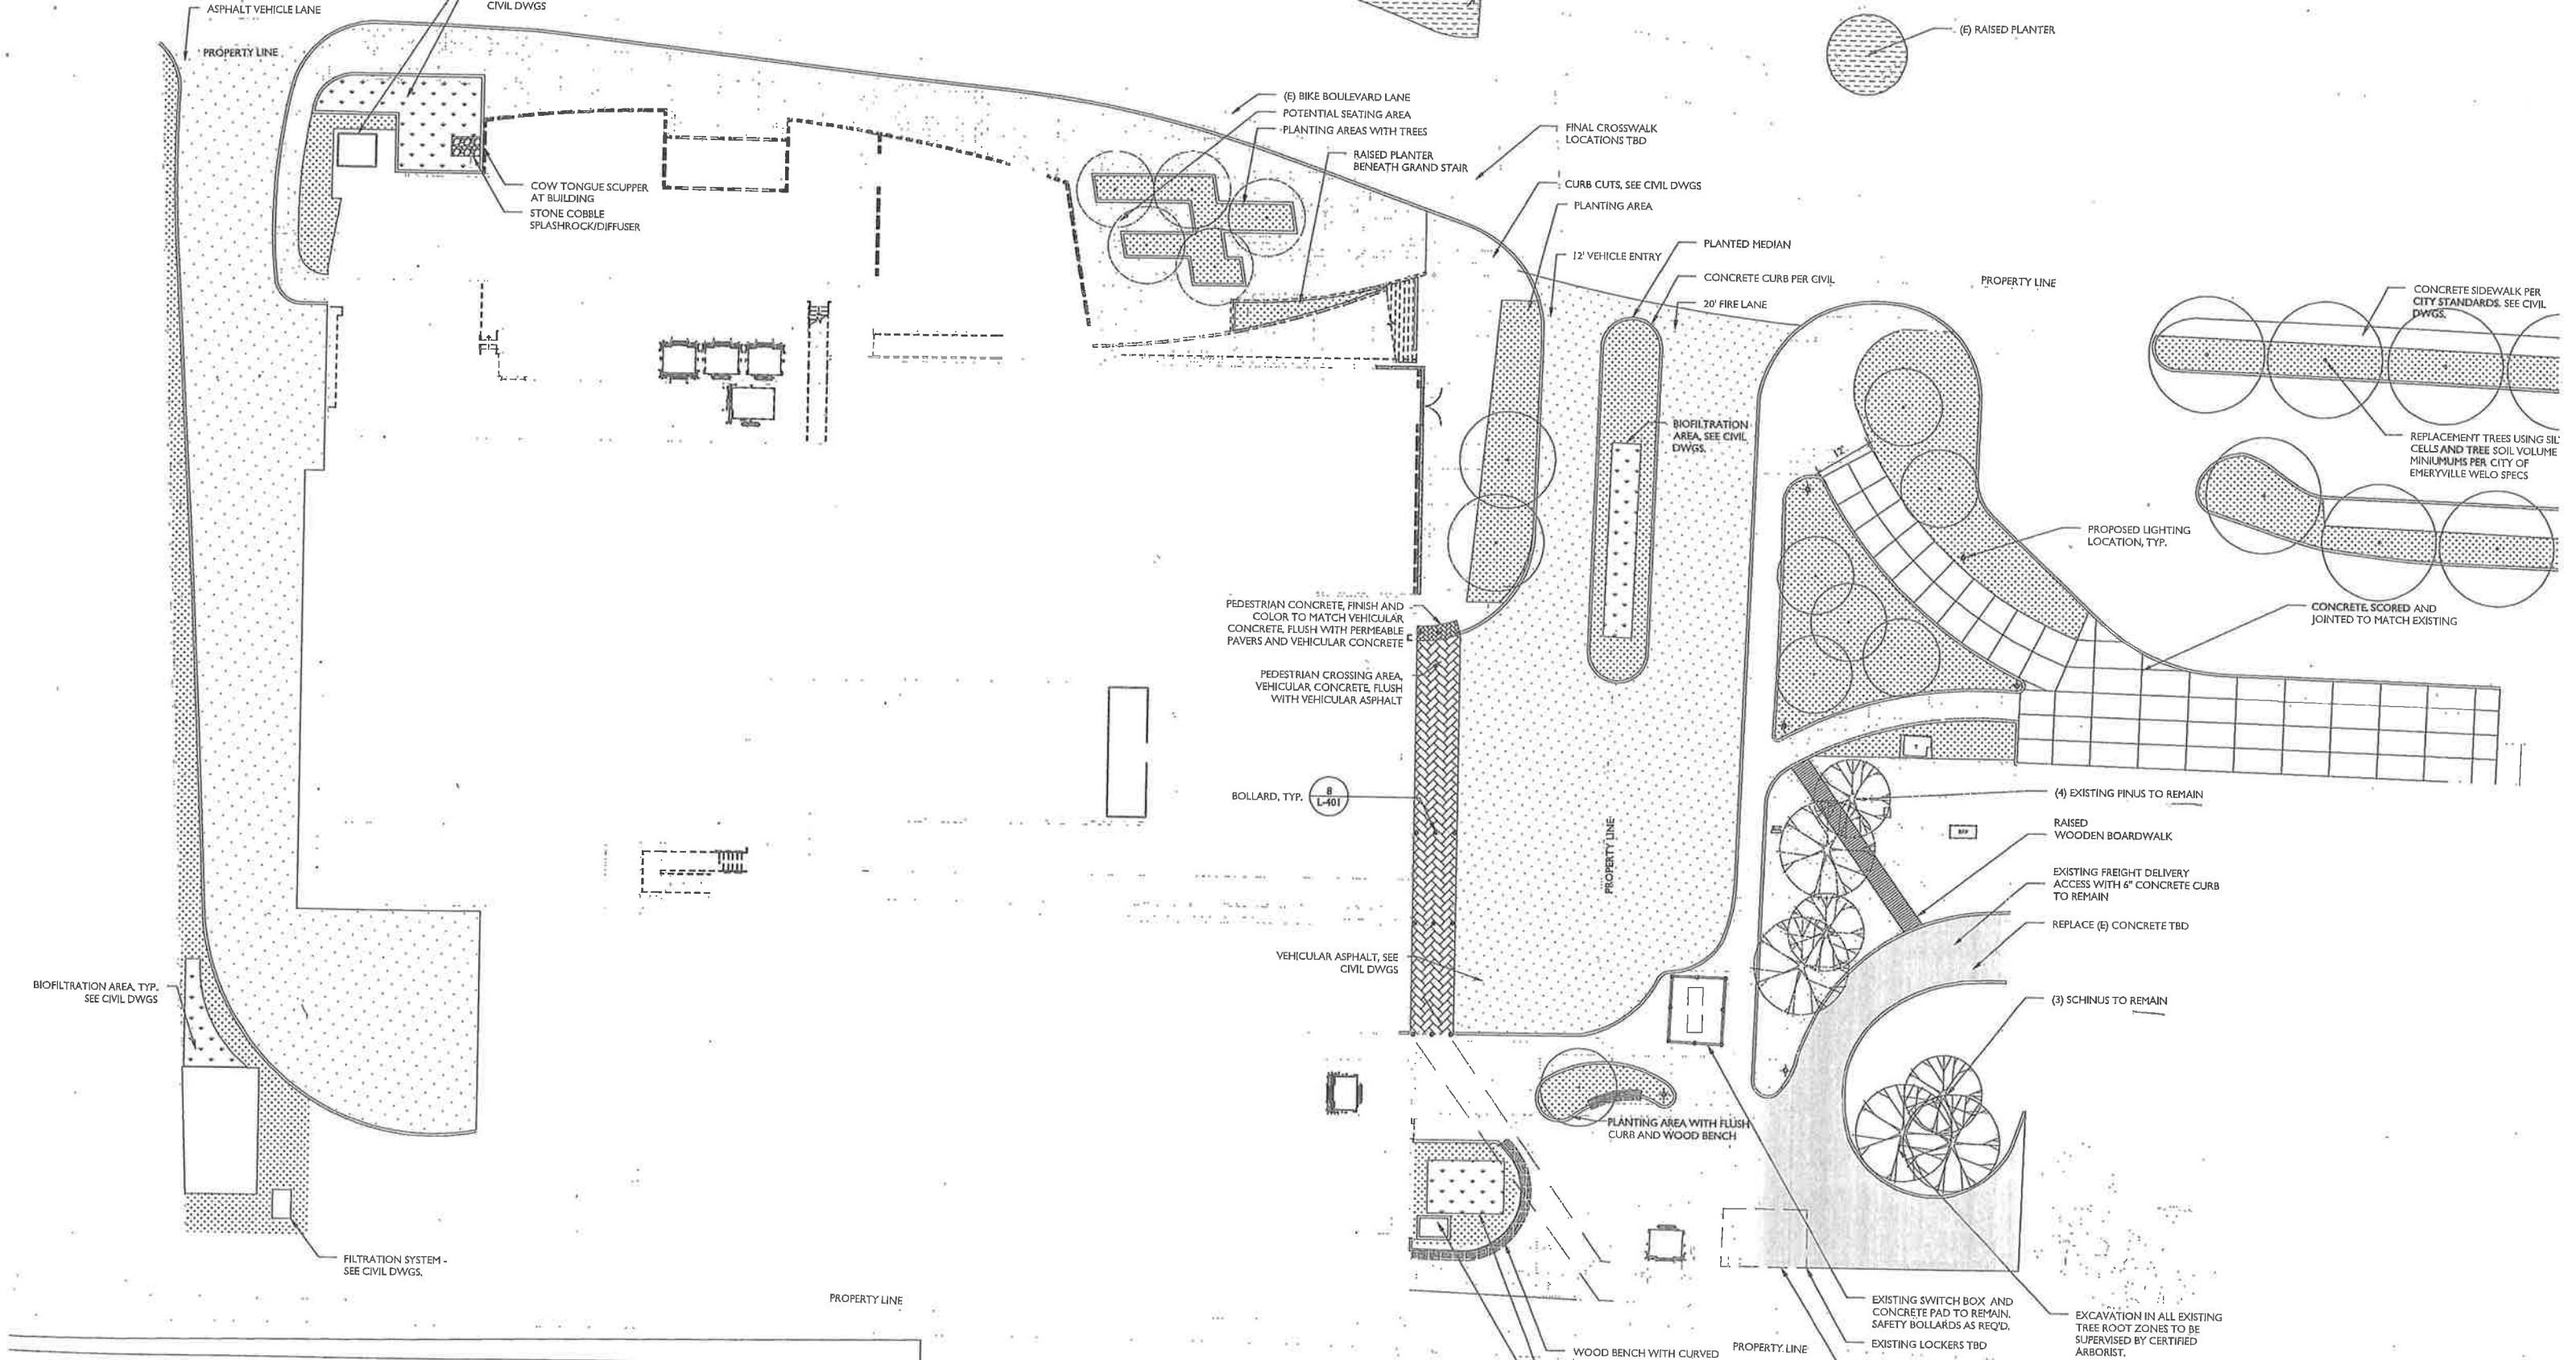 ASPHALT VEHICLE LANE
CIVIL DWGS
PROPERTY LINE
(E) RAISED PLANTER
(E) BIKE BOULEVARD LANE
POTENTIAL SEATING AREA
PLANTING AREAS WITH TREES
RAISED PLANTER
BENEATH GRAND STAIR
FINAL CROSSWALK
LOCATIONS TBD
CURB CUTS, SEE CIVIL DWGS
PLANTING AREA
COW TONGUE SCUPPER
AT BUILDING
STONE COBBLE
SPLASHROCK/DIFFUSER
12' VEHICLE ENTRY
PLANTED MEDIAN
CONCRETE CURB PER CIVIL
20' FIRE LANE
PROPERTY LINE
CONCRETE SIDEWALK PER
CITY STANDARDS. SEE CIVIL
DWGS.
BIOFILTRATION
AREA, SEE CIVIL
DWGS.
12'
REPLACEMENT TREES USING SIL
CELLS AND TREE SOIL VOLUME
MINIUMUMS PER CITY OF
EMERYVILLE WELO SPECS
PROPOSED LIGHTING
LOCATION, TYP.
CONCRETE, SCORED AND
JOINTED TO MATCH EXISTING
PEDESTRIAN CONCRETE, FINISH AND
COLOR TO MATCH VEHICULAR
CONCRETE, FLUSH WITH PERMEABLE
PAVERS AND VEHICULAR CONCRETE
PEDESTRIAN CROSSING AREA,
VEHICULAR CONCRETE, FLUSH
WITH VEHICULAR ASPHALT
T
BOLLARD, TYP.
8
L-401
(4) EXISTING PINUS TO REMAIN
RAISED
WOODEN BOARDWALK
BFP
PROPERTY LINE
EXISTING FREIGHT DELIVERY
ACCESS WITH 6" CONCRETE CURB
TO REMAIN
REPLACE (E) CONCRETE TBD
VEHICULAR ASPHALT, SEE
CIVIL DWGS
BIOFILTRATION AREA, TYP.
SEE CIVIL DWGS
(3) SCHINUS TO REMAIN
PLANTING AREA WITH FLUSH
CURB AND WOOD BENCH
FILTRATION SYSTEM -
SEE CIVIL DWGS.
PROPERTY LINE
EXISTING SWITCH BOX AND
CONCRETE PAD TO REMAIN.
SAFETY BOLLARDS AS REQ'D.
EXISTING LOCKERS TBD
EXCAVATION IN ALL EXISTING
TREE ROOT ZONES TO BE
SUPERVISED BY CERTIFIED
ARBORIST.
WOOD BENCH WITH CURVED
PROPERTY LINE